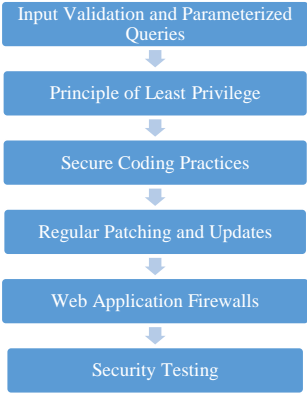 Input Validation and Parameterized
Queries
Principle of Least Privilege
Secure Coding Practices
Regular Patching and Updates
Web Application Firewalls
Security Testing